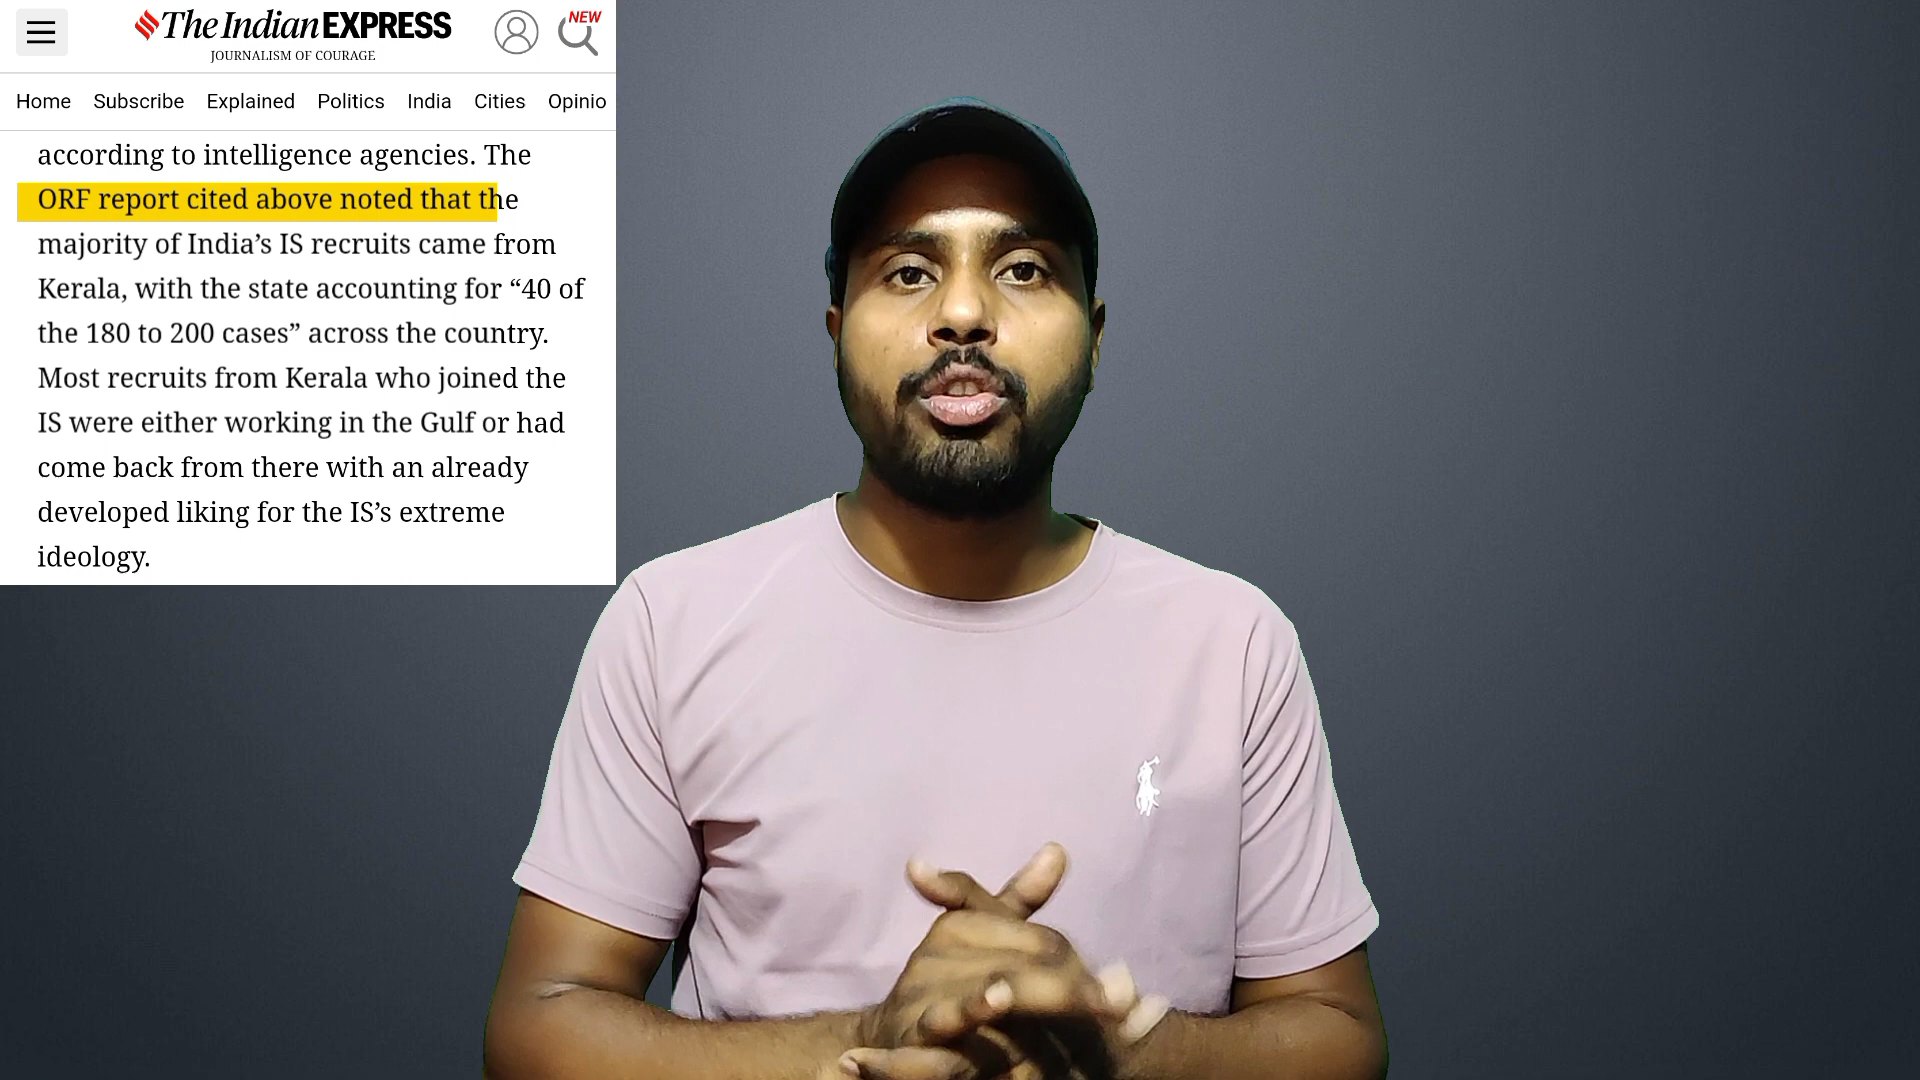 The Indian EXPRESS
NEW
JOURNALISM OF COURAGE
Home Subscribe Explained Politics India Cities Opinio
according to intelligence agencies. The
ORF report cited above noted that the
majority of India’s IS recruits came from
Kerala, with the state accounting for “40 of
the 180 to 200 cases” across the country.
Most recruits from Kerala who joined the
IS were either working in the Gulf or had
come back from there with an already
developed liking for the IS’s extreme
ideology.